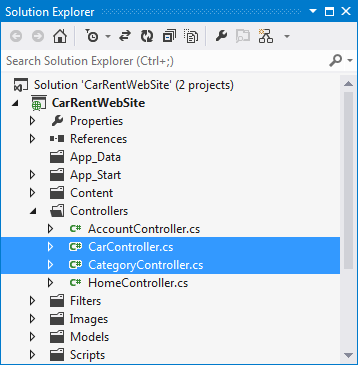 Solution Explorer
Search Solution Explorer (Ctrl+;)
Solution 'CarRentWebSite' (2 projects)
CarRentWebSite
Properties
References
App_Data
App_Start
Content
Controllers
C# AccountController.cs
C# CarController.cs
C# CategoryController.cs
C# HomeController.cs
Filters
Images
Models
Scripts